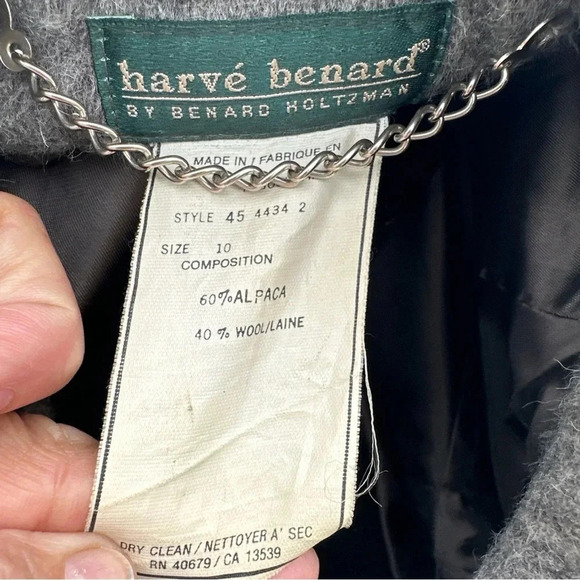 harvé benard®
BY BENARD HOLTZMAN
MADE IN / FABRIQUE EN
STYLE 45 4434 2
SIZE 10
COMPOSITION
60% ALPACA
40 % WOOL/LAINE
DRY CLEAN / NETTOYER A' SEC
RN 40679 / CA 13539